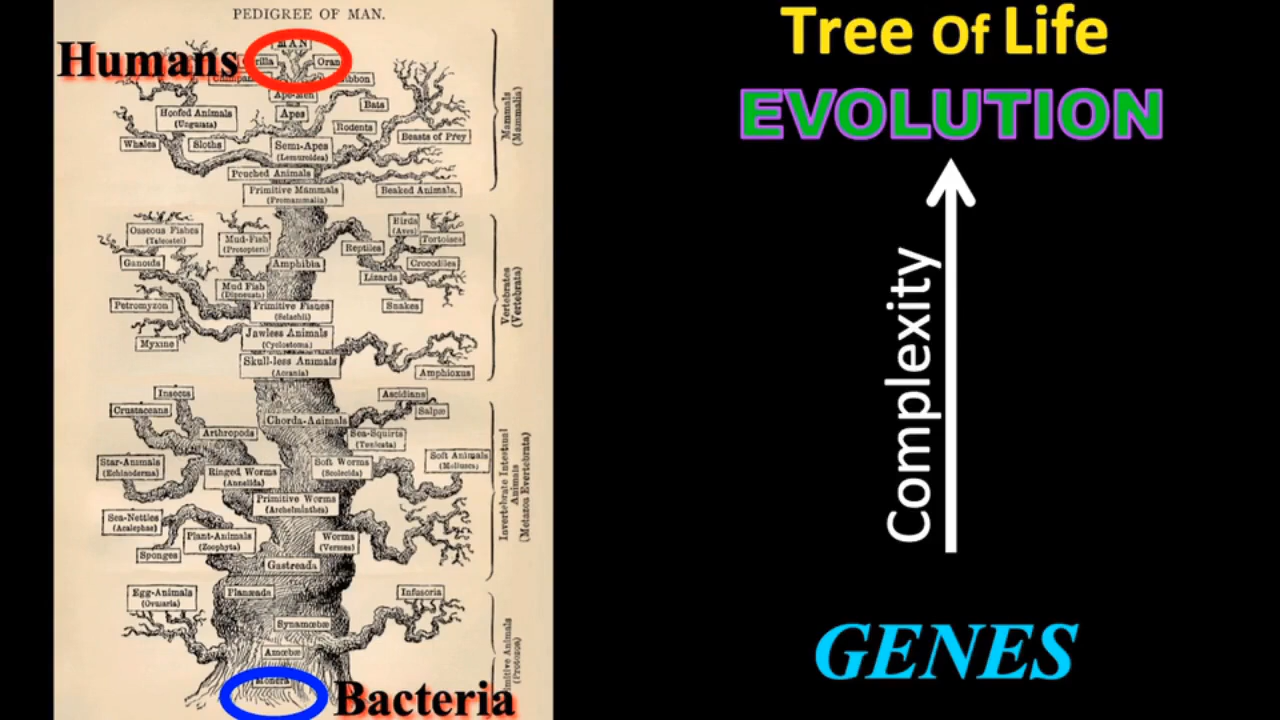 PEDIGREE OF MAN.
Humans
MAN
Oran
Ape-Men
Apes
Bats
Hoofed Animals
(Ungulata)
Rodents
Beasts of Prey
Whales
Sloths
Semi-Apes
(Lemuroidea)
Pouched Animals
Primitive Mammals
(Promammalia)
Beaked Animals.
Mammals
(Mammalia)
Osseous Fishes
(Teleostei)
Mud-Fish
(Protopteri)
Birds
(Aves)
Tortoises
Reptiles
Ganoids
Amphibia
Crocodiles
Lizards
Mud Fish
(Dipneusta)
Petromyzon
Primitive Fishes
(Selachii)
Snakes
Jawless Animals
(Cyclostoma)
Myxine
Skull-less Animals
(Acrania)
Amphioxus
Vertebrates
(Vertebrata)
Insects
Ascidians
Crustaceans
Salpæ
Chorda-Animals
Arthropods
Sea-Squirts
(Tunicata)
Star-Animals
(Echinoderma)
Ringed Worms
(Annelida)
Soft Worms
(Scolecida)
Soft Animals
(Mollusca)
Primitive Worms
(Archelminthes)
Sea-Nettles
(Acalephae)
Plant-Animals
(Zoophyta)
Worms
(Vermes)
Sponges
Gastreada
Invertebrate Intestinal
Animals
(Metazoa Evertebrata)
Egg-Animals
(Ovularia)
Planæada
Infusoria
Synamœbæ
Amœbæ
Animals
(Protozoa)
Bacteria
Tree Of Life
EVOLUTION
Complexity
GENES